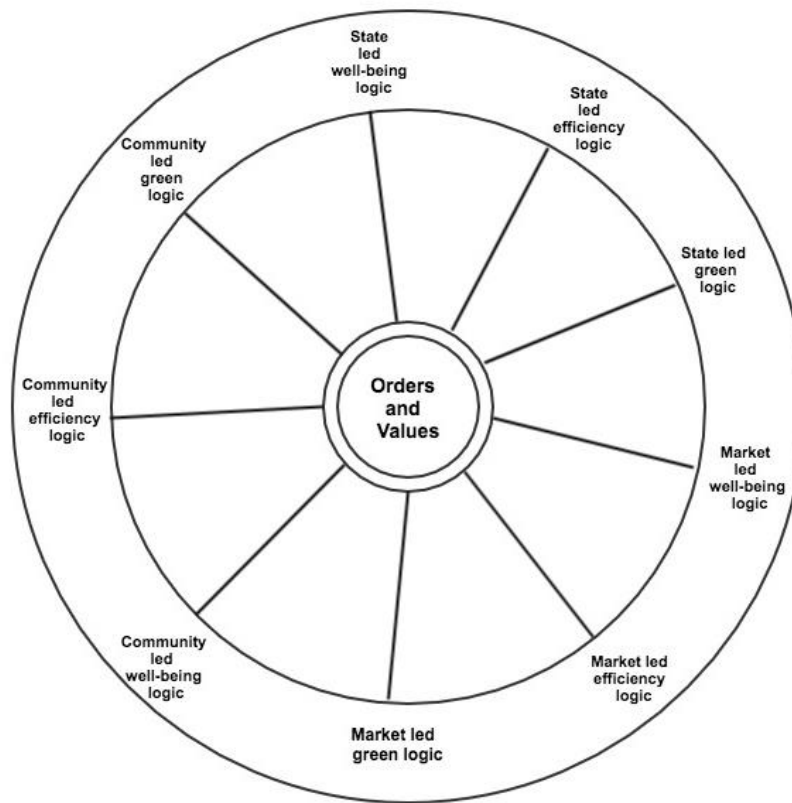 State
led
well-being
logic
State
led
efficiency
logic
State led
green
logic
Market
led
well-being
logic
Market led
efficiency
logic
Market led
green logic
Community
led
well-being
logic
Community
led
efficiency
logic
Community
led
green
logic
Orders
and
Values